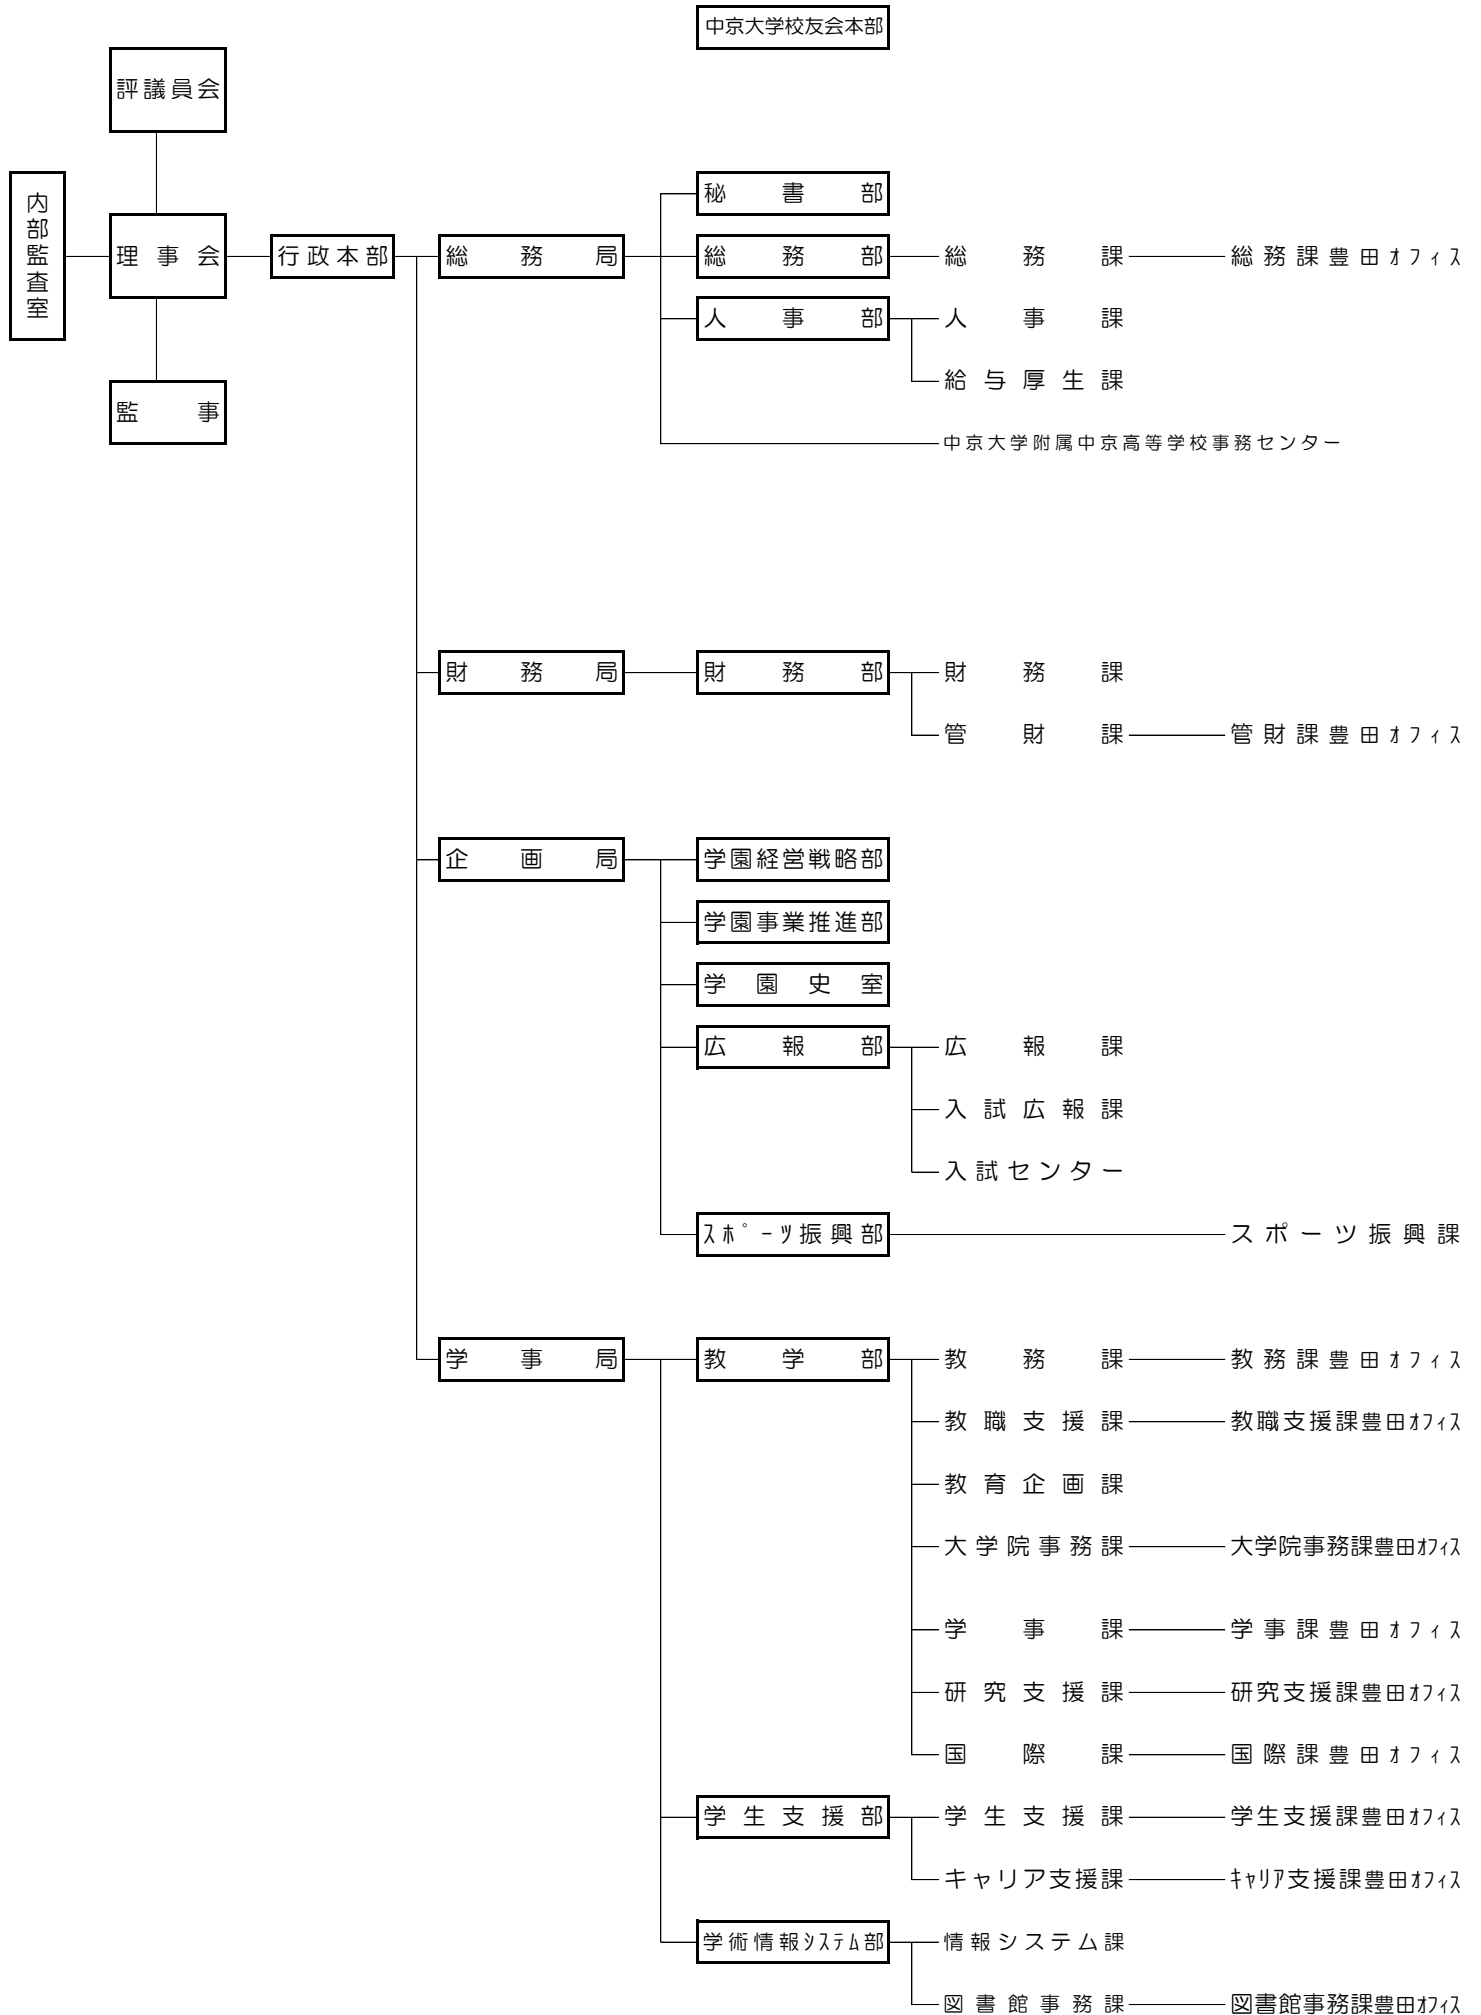 中京大学校友会本部
評議員会
内部監査室
秘書部
理事会 行政本部 総務局 総務部 総務課 総務課豊田オフィス
人事部 人事課
給与厚生課
監事
中京大学附属中京高等学校事務センター
財務局 財務部 財務課
管財課 管財課豊田オフィス
企画局 学園経営戦略部
学園事業推進部
学園史室
広報部 広報課
入試広報課
入試センター
スポーツ振興部 スポーツ振興課
学事局 教学部 教務課 教務課豊田オフィス
教職支援課 教職支援課豊田オフィス
教育企画課
大学院事務課 大学院事務課豊田オフィス
学事課 学事課豊田オフィス
研究支援課 研究支援課豊田オフィス
国際課 国際課豊田オフィス
学生支援部 学生支援課 学生支援課豊田オフィス
キャリア支援課 キャリア支援課豊田オフィス
学術情報システム部 情報システム課
図書館事務課 図書館事務課豊田オフィス